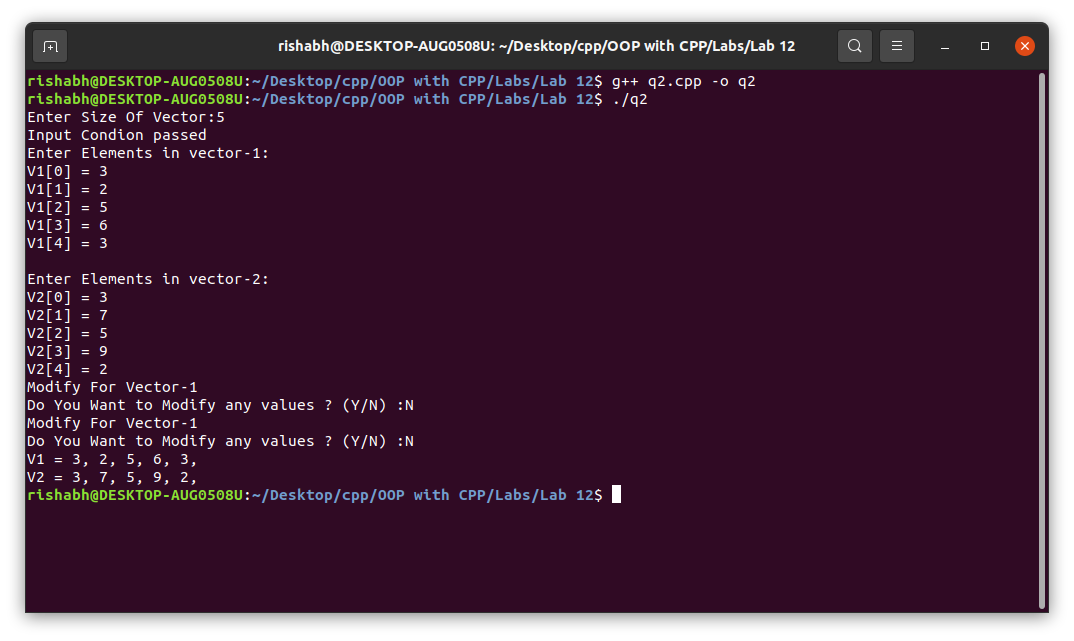 rishabh@DESKTOP-AUG0508U: ~/Desktop/cpp/OOP with CPP/Labs/Lab 12
rishabh@DESKTOP-AUG0508U:~/Desktop/cpp/OOP with CPP/Labs/Lab 12$ g++ q2.cpp -o q2
rishabh@DESKTOP-AUG0508U:~/Desktop/cpp/OOP with CPP/Labs/Lab 12$ ./q2
Enter Size Of Vector:5
Input Condion passed
Enter Elements in vector-1:
V1[0] = 3
V1[1] = 2
V1[2] = 5
V1[3] = 6
V1[4] = 3

Enter Elements in vector-2:
V2[0] = 3
V2[1] = 7
V2[2] = 5
V2[3] = 9
V2[4] = 2
Modify For Vector-1
Do You Want to Modify any values ? (Y/N) :N
Modify For Vector-1
Do You Want to Modify any values ? (Y/N) :N
V1 = 3, 2, 5, 6, 3,
V2 = 3, 7, 5, 9, 2,
rishabh@DESKTOP-AUG0508U:~/Desktop/cpp/OOP with CPP/Labs/Lab 12$